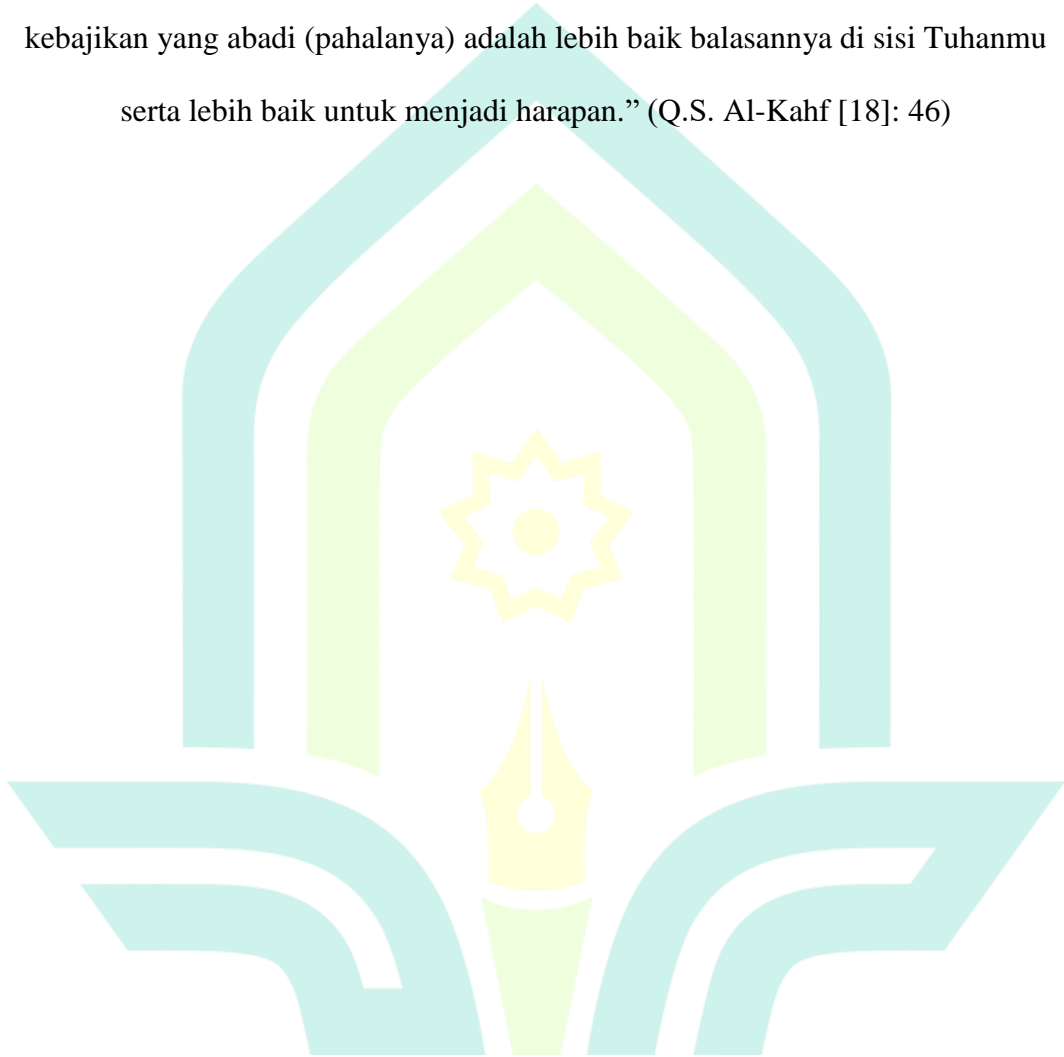 kebajikan yang abadi (pahalanya) adalah lebih baik balasannya di sisi Tuhanmu
serta lebih baik untuk menjadi harapan.” (Q.S. Al-Kahf [18]: 46)